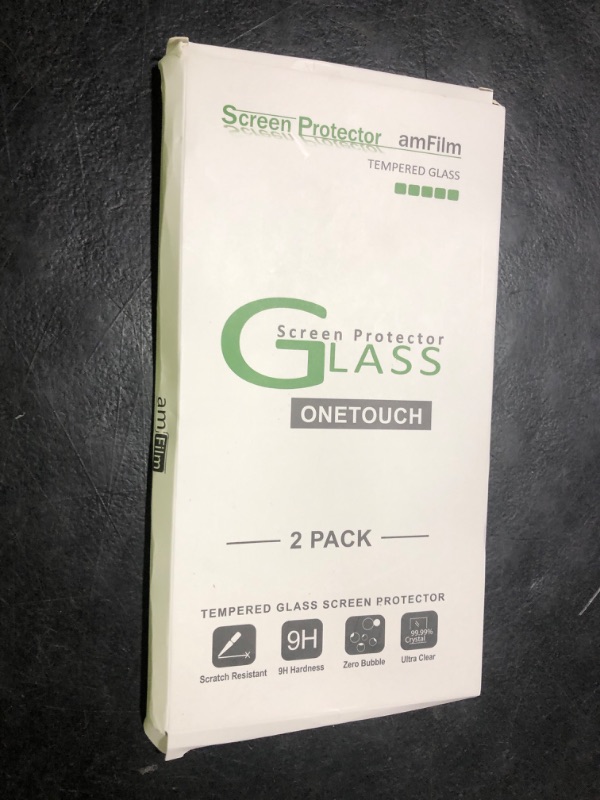 Screen Protector amFilm
TEMPERED GLASS
Screen Protector
GLASS
ONETOUCH
2 PACK
TEMPERED GLASS SCREEN PROTECTOR
9H
99.99%
Crystal
Scratch Resistant
9H Hardness
Zero Bubble
Ultra Clear
amFilm